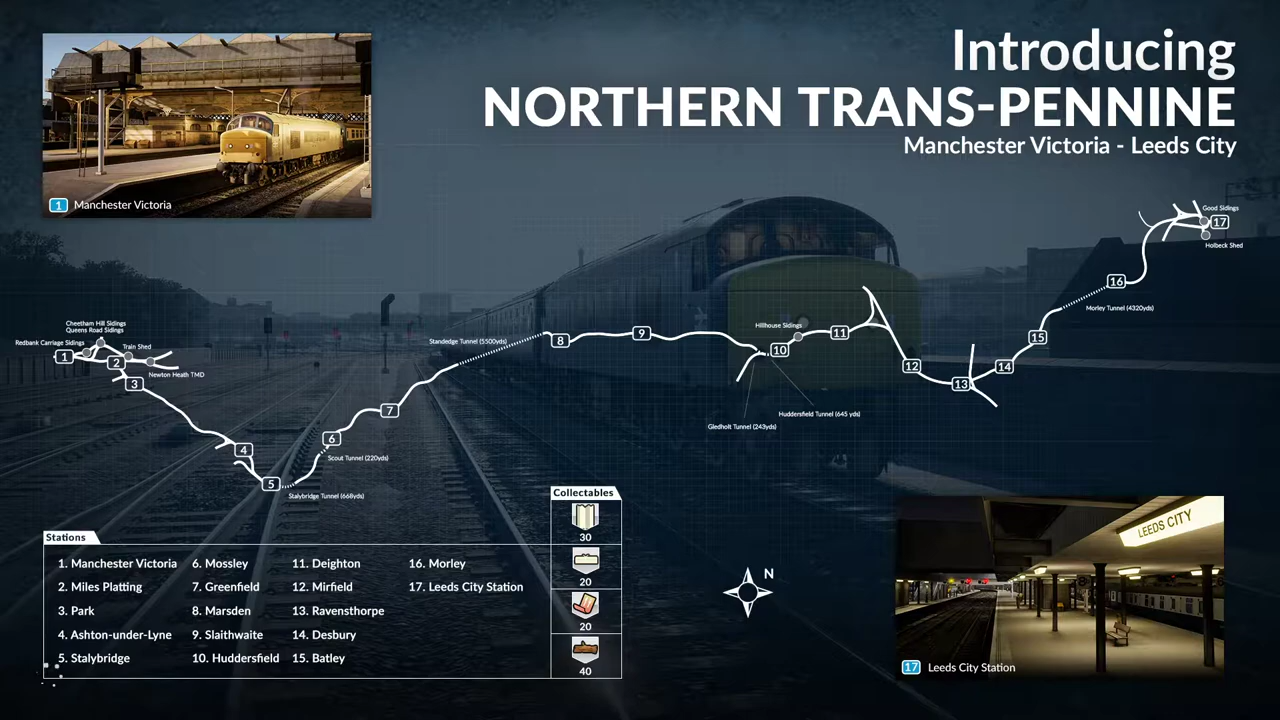 Introducing
NORTHERN TRANS-PENNINE
Manchester Victoria - Leeds City
1 Manchester Victoria
Good Sidings
17
Holbeck Shed
16
Morley Tunnel (4320yds)
Cheetham Hill Sidings
Queens Road Sidings
Redbank Carriage Sidings
Train Shed
1
2
Newton Heath TMD
3
4
5
Stalybridge Tunnel (668yds)
6
Scout Tunnel (220yds)
7
Standedge Tunnel (5500yds)
8
9
Hillhouse Sidings
10
11
Huddersfield Tunnel (645 yds)
Gledholt Tunnel (243yds)
12
13
14
15
Stations
1. Manchester Victoria
2. Miles Platting
3. Park
4. Ashton-under-Lyne
5. Stalybridge
6. Mossley
7. Greenfield
8. Marsden
9. Slaithwaite
10. Huddersfield
11. Deighton
12. Mirfield
13. Ravensthorpe
14. Desbury
15. Batley
16. Morley
17. Leeds City Station
Collectables
30
20
20
40
N
LEEDS CITY
17 Leeds City Station